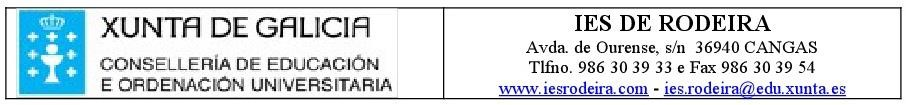 XUNTA DE GALICIA
CONSELLERÍA DE EDUCACIÓN
E ORDENACIÓN UNIVERSITARIA
IES DE RODEIRA
Avda. de Ourense, s/n 36940 CANGAS
Tlfno. 986 30 39 33 e Fax 986 30 39 54
www.iesrodeira.com - ies.rodeira@edu.xunta.es